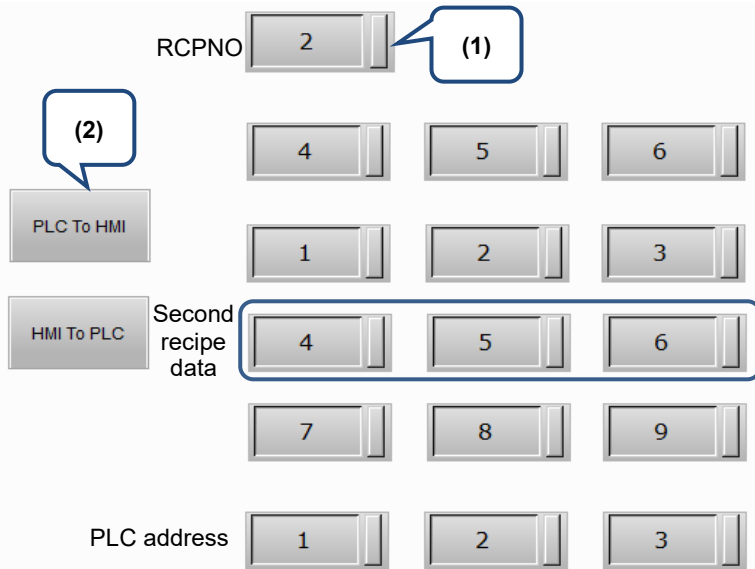 RCPNO 2 (1)
(2)
4 5 6
PLC To HMI
1 2 3
HMI To PLC
Second
recipe
data
4 5 6
7 8 9
PLC address 1 2 3